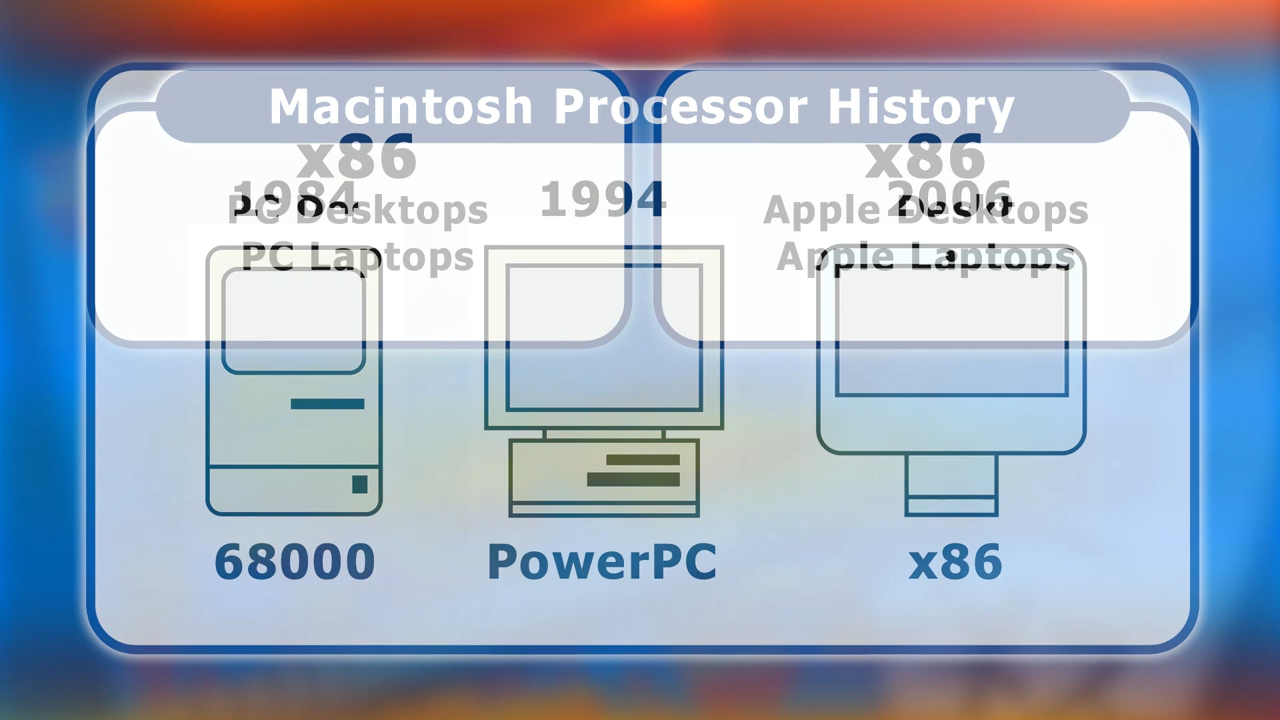 Macintosh Processor History
x86
x86
1984
1994
2006
PC Desktops
Apple Desktops
PC Laptops
Apple Laptops
68000
PowerPC
x86